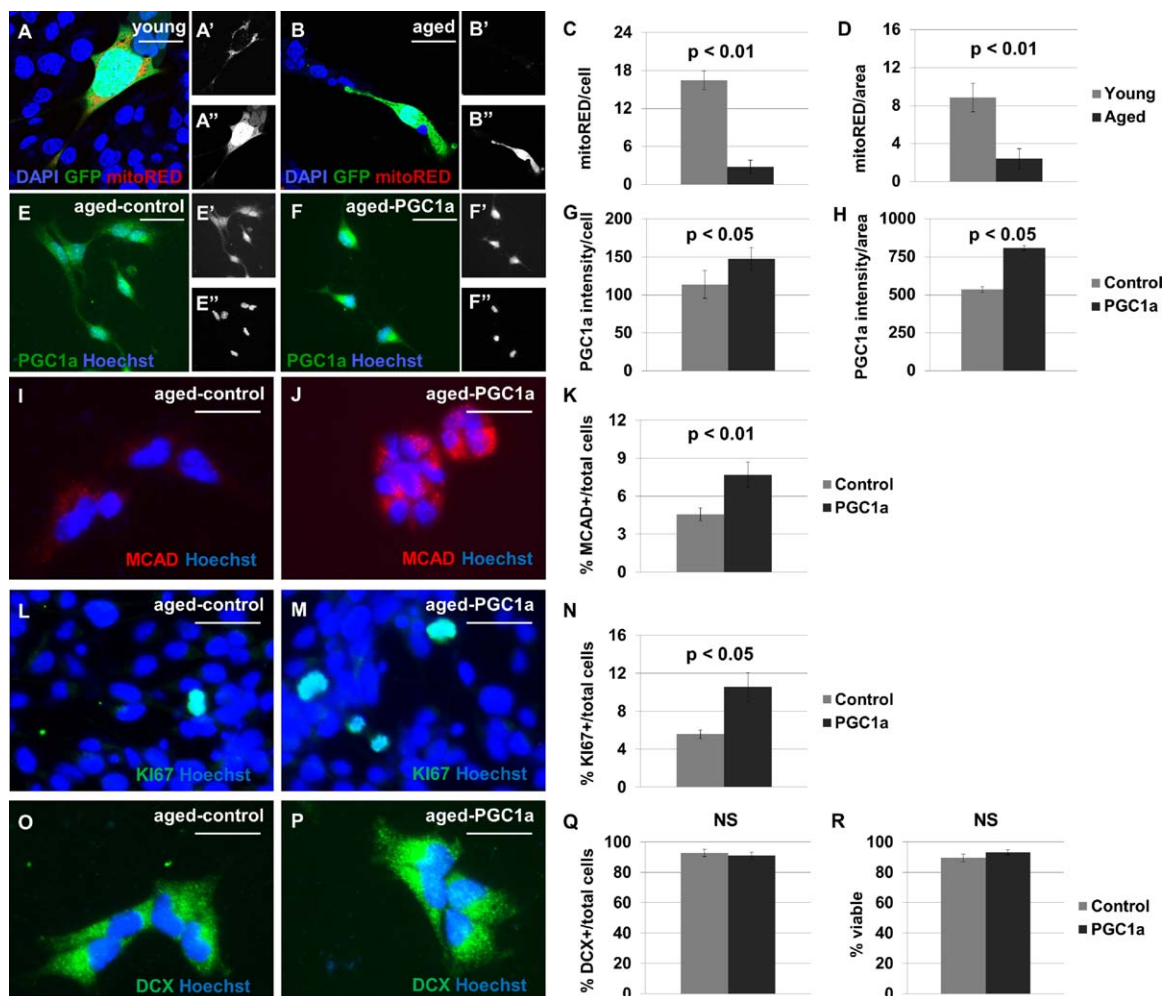 A young
A'
A"
DAPI GFP mitoRED
B aged
B'
B"
C
p < 0.01
mitoRED/cell
16
12
8
4
0
D
p < 0.01
mitoRED/area
12
8
4
0
Young
Aged
E aged-control
E'
E"
PGC1a Hoechst
F aged-PGC1a
F'
F"
PGC1a Hoechst
G
p < 0.05
PGC1a intensity/cell
200
150
100
50
0
H
p < 0.05
PGC1a intensity/area
1000
750
500
250
0
Control
PGC1a
I aged-control
MCAD Hoechst
J aged-PGC1a
MCAD Hoechst
K
p < 0.01
% MCAD+/total cells
12
9
6
3
0
Control
PGC1a
L aged-control
KI67 Hoechst
M aged-PGC1a
KI67 Hoechst
N
p < 0.05
% KI67+/total cells
16
12
8
4
0
Control
PGC1a
O aged-control
DCX Hoechst
P aged-PGC1a
DCX Hoechst
Q
NS
% DCX+/total cells
100
80
60
40
20
0
R
NS
% viable
100
80
60
40
20
0
Control
PGC1a